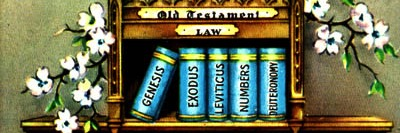 Old Testament
LAW
GENESIS
EXODUS
LEVITICUS
NUMBERS
DEUTERONOMY